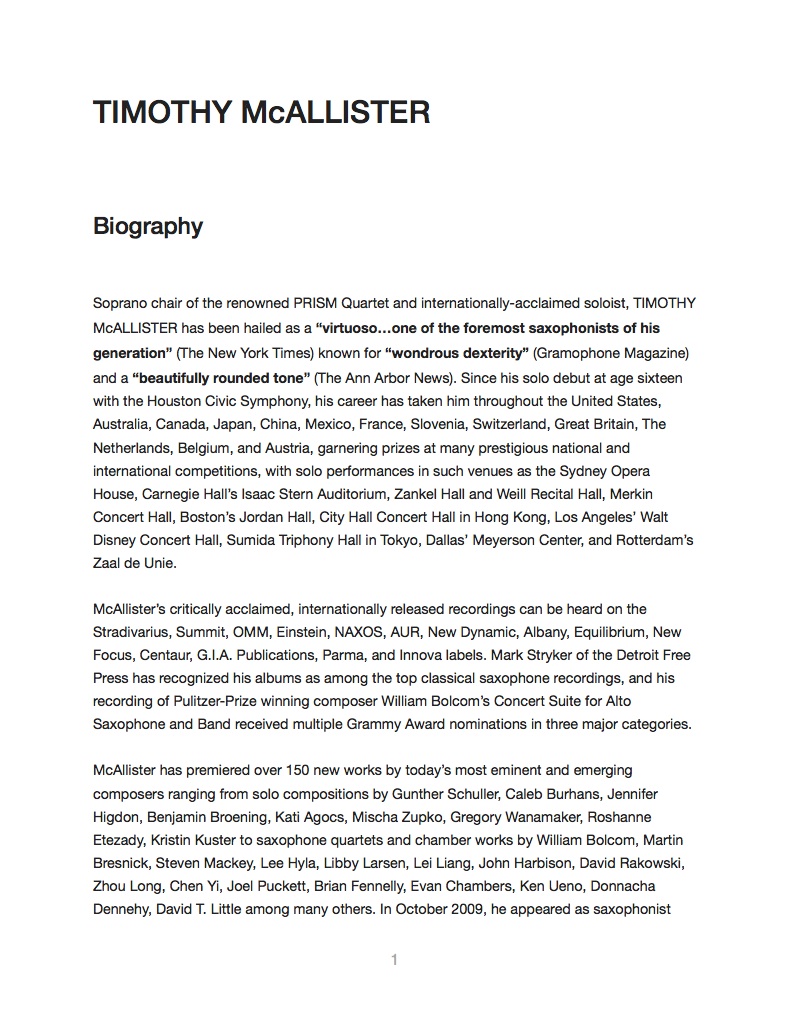 TIMOTHY McALLISTER
Biography
Soprano chair of the renowned PRISM Quartet and internationally-acclaimed soloist, TIMOTHY
McALLISTER has been hailed as a “virtuoso…one of the foremost saxophonists of his
generation” (The New York Times) known for “wondrous dexterity” (Gramophone Magazine)
and a “beautifully rounded tone” (The Ann Arbor News). Since his solo debut at age sixteen
with the Houston Civic Symphony, his career has taken him throughout the United States,
Australia, Canada, Japan, China, Mexico, France, Slovenia, Switzerland, Great Britain, The
Netherlands, Belgium, and Austria, garnering prizes at many prestigious national and
international competitions, with solo performances in such venues as the Sydney Opera
House, Carnegie Hall’s Isaac Stern Auditorium, Zankel Hall and Weill Recital Hall, Merkin
Concert Hall, Boston’s Jordan Hall, City Hall Concert Hall in Hong Kong, Los Angeles’ Walt
Disney Concert Hall, Sumida Triphony Hall in Tokyo, Dallas’ Meyerson Center, and Rotterdam’s
Zaal de Unie.
McAllister’s critically acclaimed, internationally released recordings can be heard on the
Stradivarius, Summit, OMM, Einstein, NAXOS, AUR, New Dynamic, Albany, Equilibrium, New
Focus, Centaur, G.I.A. Publications, Parma, and Innova labels. Mark Stryker of the Detroit Free
Press has recognized his albums as among the top classical saxophone recordings, and his
recording of Pulitzer-Prize winning composer William Bolcom’s Concert Suite for Alto
Saxophone and Band received multiple Grammy Award nominations in three major categories.
McAllister has premiered over 150 new works by today’s most eminent and emerging
composers ranging from solo compositions by Gunther Schuller, Caleb Burhans, Jennifer
Higdon, Benjamin Broening, Kati Agocs, Mischa Zupko, Gregory Wanamaker, Roshanne
Etezady, Kristin Kuster to saxophone quartets and chamber works by William Bolcom, Martin
Bresnick, Steven Mackey, Lee Hyla, Libby Larsen, Lei Liang, John Harbison, David Rakowski,
Zhou Long, Chen Yi, Joel Puckett, Brian Fennelly, Evan Chambers, Ken Ueno, Donnacha
Dennehy, David T. Little among many others. In October 2009, he appeared as saxophonist
1